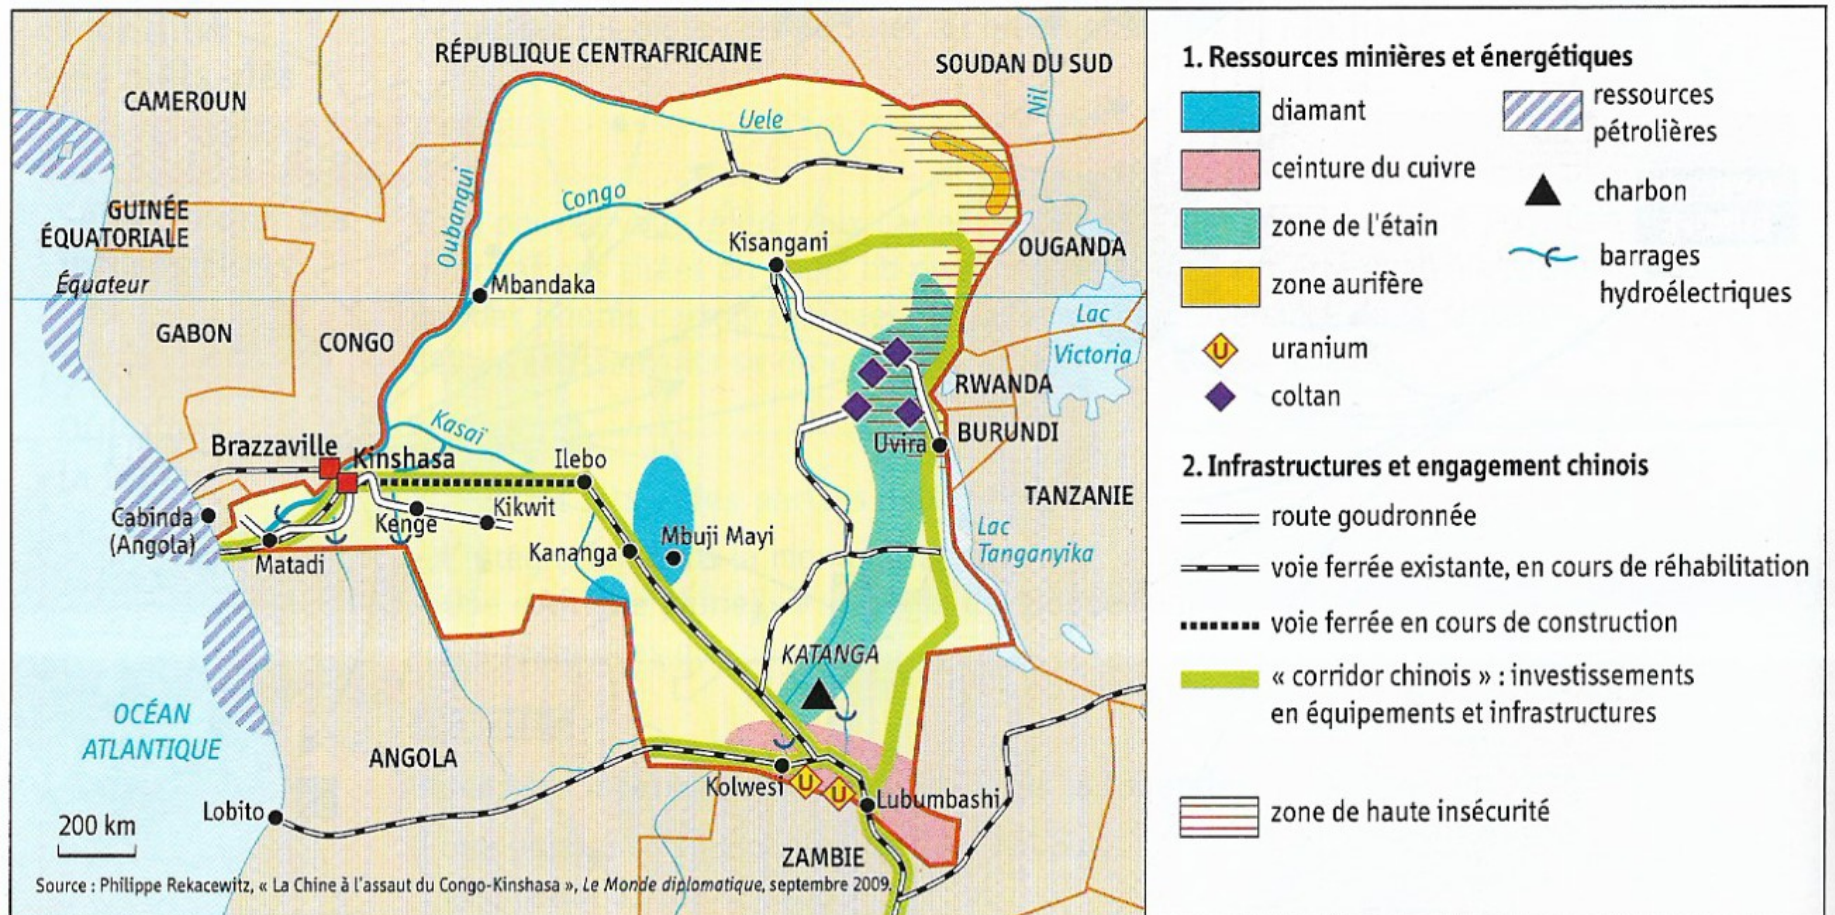 RÉPUBLIQUE CENTRAFRICAINE
SOUDAN DU SUD
CAMEROUN
Nil
Uele
Oubangui
Congo
GUINÉE
ÉQUATORIALE
Kisangani
OUGANDA
Équateur
Mbandaka
GABON
CONGO
Lac
Victoria
RWANDA
Kasaï
BURUNDI
Uvira
Brazzaville
Kinshasa
Ilebo
TANZANIE
Cabinda
(Angola)
Kenge
Kikwit
Matadi
Kananga
Mbuji Mayi
Lac
Tanganyika
KATANGA
OCÉAN
ATLANTIQUE
ANGOLA
Kolwesi
U
U
Lubumbashi
Lobito
200 km
ZAMBIE
Source : Philippe Rekacewitz, « La Chine à l'assaut du Congo-Kinshasa », Le Monde diplomatique, septembre 2009.
1. Ressources minières et énergétiques
diamant
ceinture du cuivre
zone de l'étain
zone aurifère
U
uranium
coltan
ressources
pétrolières
charbon
barrages
hydroélectriques
2. Infrastructures et engagement chinois
route goudronnée
voie ferrée existante, en cours de réhabilitation
voie ferrée en cours de construction
« corridor chinois » : investissements
en équipements et infrastructures
zone de haute insécurité